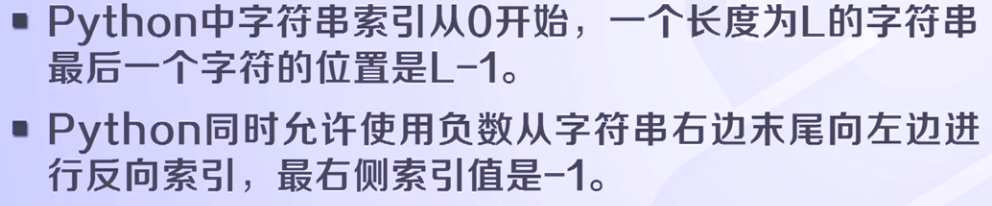 ▪ Python中字符串索引从0开始，一个长度为L的字符串
最后一个字符的位置是L-1。
▪ Python同时允许使用负数从字符串右边末尾向左边进
行反向索引，最右侧索引值是-1。